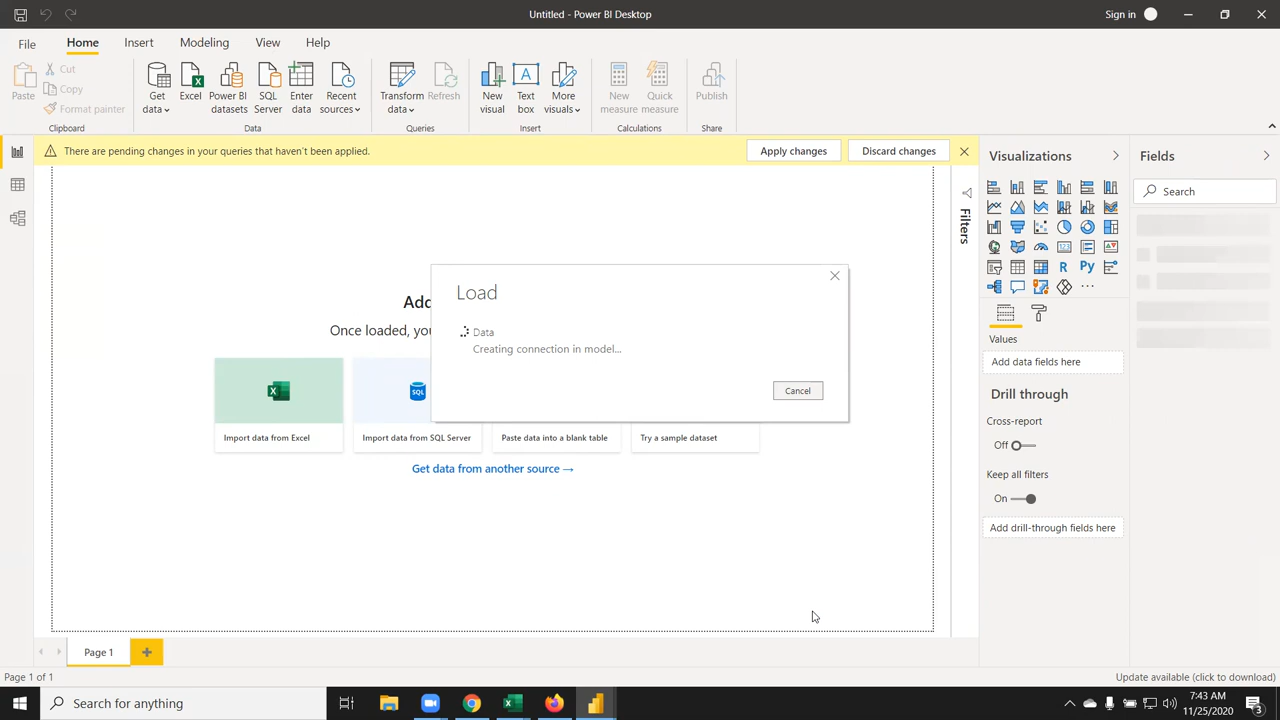 Untitled - Power BI Desktop
Sign in
File
Home
Insert
Modeling
View
Help
Paste
Cut
Copy
Format painter
Clipboard
Get data
Excel
Power BI datasets
SQL Server
Enter data
Recent sources
Data
Transform data
Refresh
Queries
New visual
A
Text box
More visuals
Insert
New measure
Quick measure
Calculations
Publish
Share
There are pending changes in your queries that haven't been applied.
Apply changes
Discard changes
Filters
Visualizations
R
Py
Values
Add data fields here
Drill through
Cross-report
Off
Keep all filters
On
Add drill-through fields here
Fields
Search
Add
Once loaded, you
Load
Data
Creating connection in model...
Cancel
SQL
Import data from Excel
Import data from SQL Server
Paste data into a blank table
Try a sample dataset
Get data from another source →
Page 1
Page 1 of 1
Update available (click to download)
Search for anything
7:43 AM
11/25/2020
3